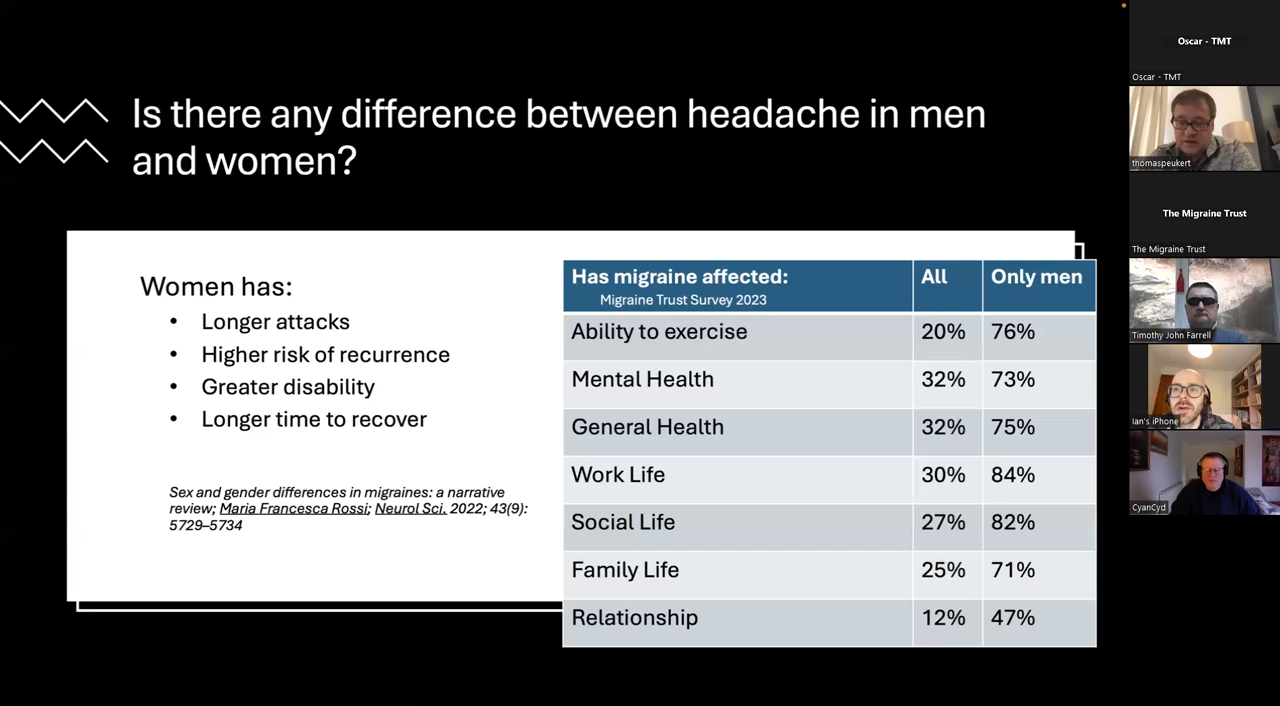 Is there any difference between headache in men
and women?
Women has:
• Longer attacks
• Higher risk of recurrence
• Greater disability
• Longer time to recover
Sex and gender differences in migraines: a narrative
review; Maria Francesca Rossi; Neurol Sci. 2022; 43(9):
5729–5734
Has migraine affected: All Only men
Migraine Trust Survey 2023
Ability to exercise 20% 76%
Mental Health 32% 73%
General Health 32% 75%
Work Life 30% 84%
Social Life 27% 82%
Family Life 25% 71%
Relationship 12% 47%
Oscar - TMT
Oscar - TMT
thomaspeukert
The Migraine Trust
The Migraine Trust
Timothy John Farrell
Ian's iPhone
CyanCyd